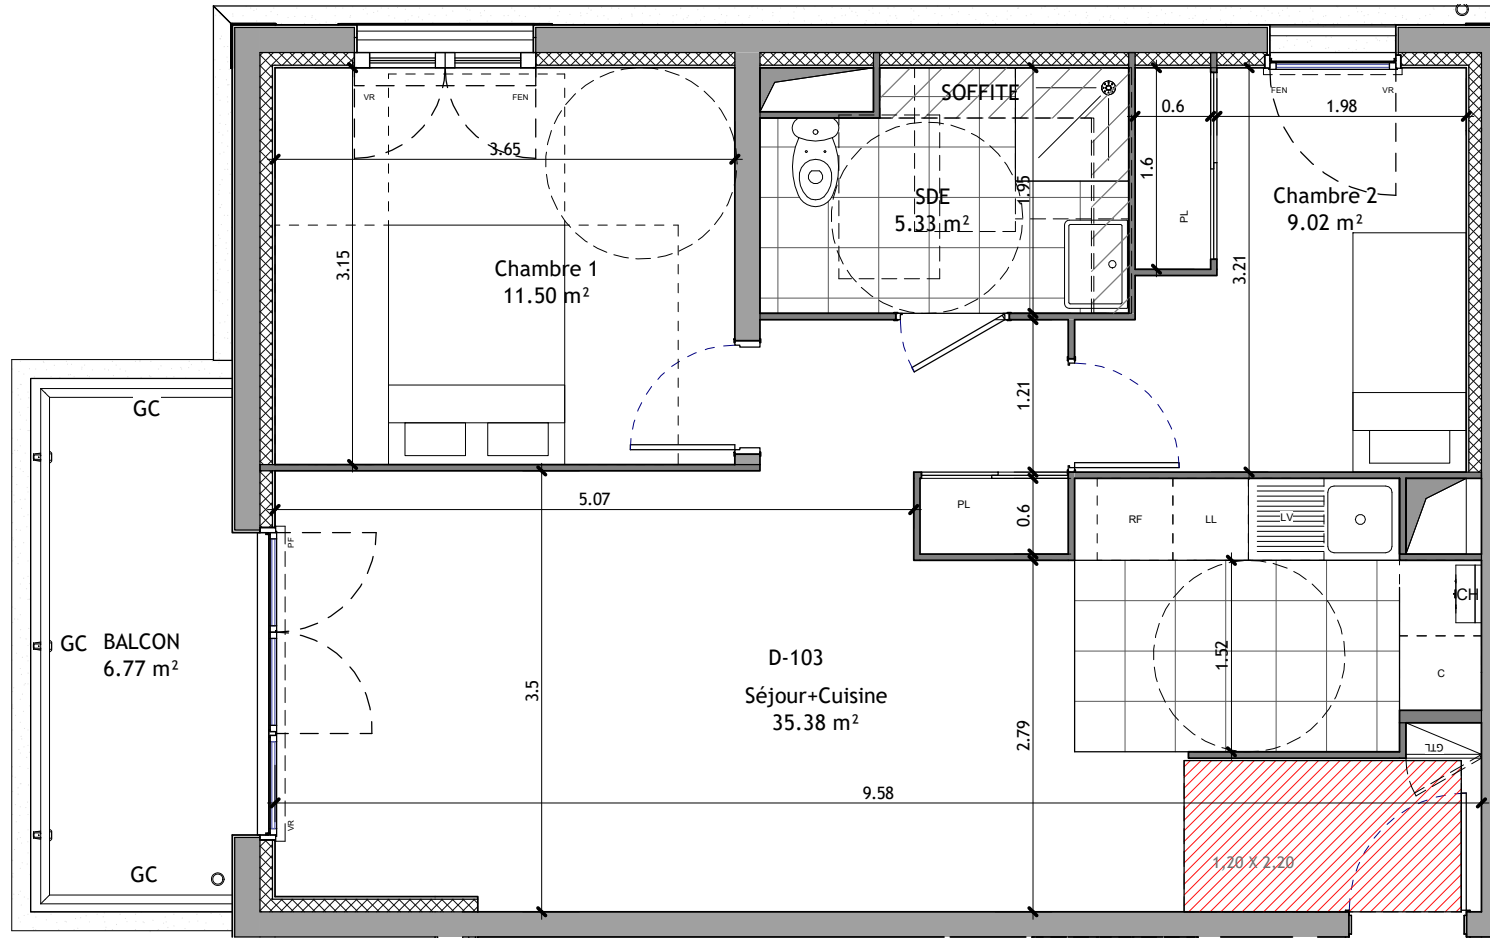 VR
FEN
3.65
3.15
Chambre 1
11.50 m²
SOFFITE
SDE
5.33 m²
1.95
0.6
1.6
PL
FEN
VR
1.98
Chambre 2
9.02 m²
3.21
1.21
GC
GC
BALCON
6.77 m²
GC
5.07
PF
VR
3.5
PL
0.6
RF
LL
LV
CH
C
1.52
D-103
Séjour+Cuisine
35.38 m²
2.79
GTL
9.58
1,20 X 2,20